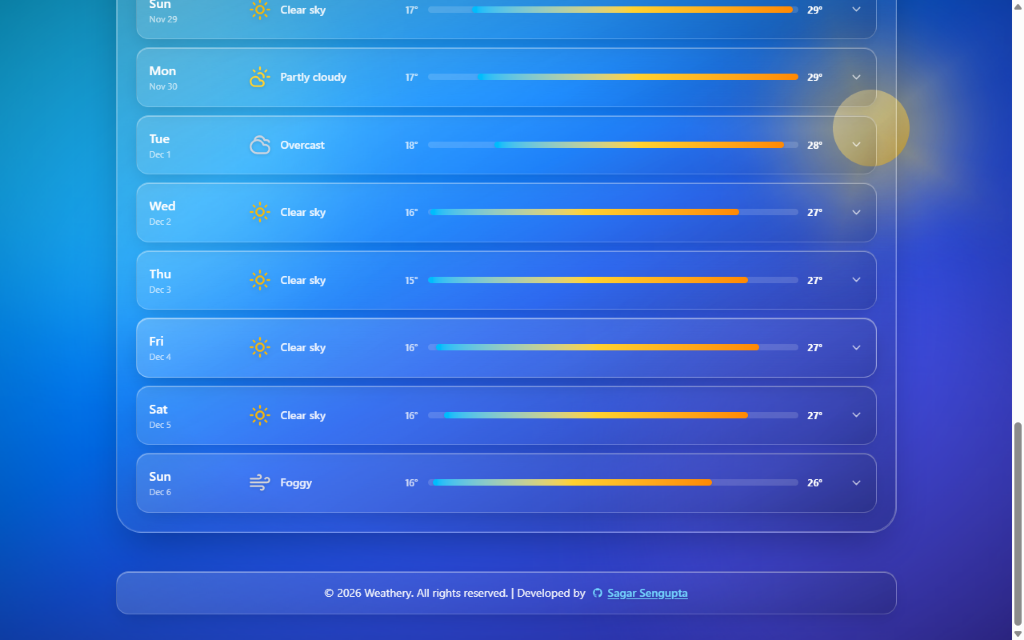 Sun
Nov 29
Clear sky
17°
29°
Mon
Nov 30
Partly cloudy
17°
29°
Tue
Dec 1
Overcast
18°
28°
Wed
Dec 2
Clear sky
16°
27°
Thu
Dec 3
Clear sky
15°
27°
Fri
Dec 4
Clear sky
16°
27°
Sat
Dec 5
Clear sky
16°
27°
Sun
Dec 6
Foggy
16°
26°
© 2026 Weathery. All rights reserved. | Developed by Sagar Sengupta